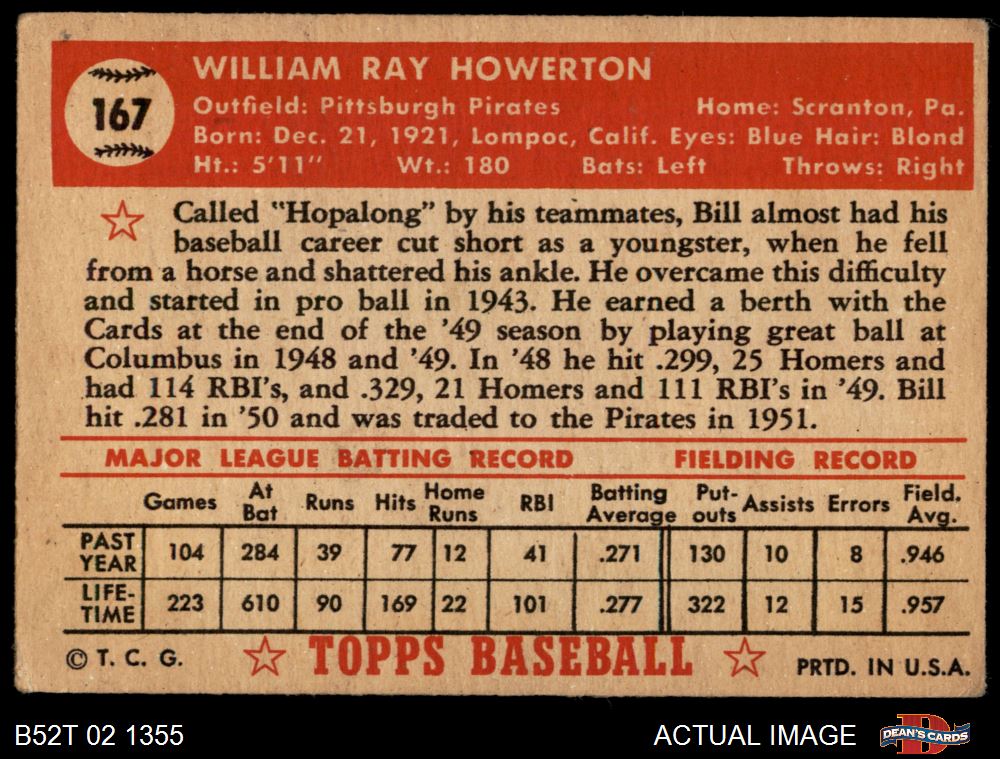 167
WILLIAM RAY HOWERTON
Outfield: Pittsburgh Pirates Home: Scranton, Pa.
Born: Dec. 21, 1921, Lompoc, Calif. Eyes: Blue Hair: Blond
Ht.: 5'11" Wt.: 180 Bats: Left Throws: Right
Called "Hopalong" by his teammates, Bill almost had his
baseball career cut short as a youngster, when he fell
from a horse and shattered his ankle. He overcame this difficulty
and started in pro ball in 1943. He earned a berth with the
Cards at the end of the '49 season by playing great ball at
Columbus in 1948 and '49. In '48 he hit .299, 25 Homers and
had 114 RBI's, and .329, 21 Homers and 111 RBI's in '49. Bill
hit .281 in '50 and was traded to the Pirates in 1951.
MAJOR LEAGUE BATTING RECORD FIELDING RECORD
Games At Bat Runs Hits Home Runs RBI Batting Average Put-outs Assists Errors Field. Avg.
PAST YEAR 104 284 39 77 12 41 .271 130 10 8 .946
LIFE-TIME 223 610 90 169 22 101 .277 322 12 15 .957
© T. C. G. TOPPS BASEBALL PRTD. IN U.S.A.
B52T 02 1355 ACTUAL IMAGE D DEAN'S CARDS